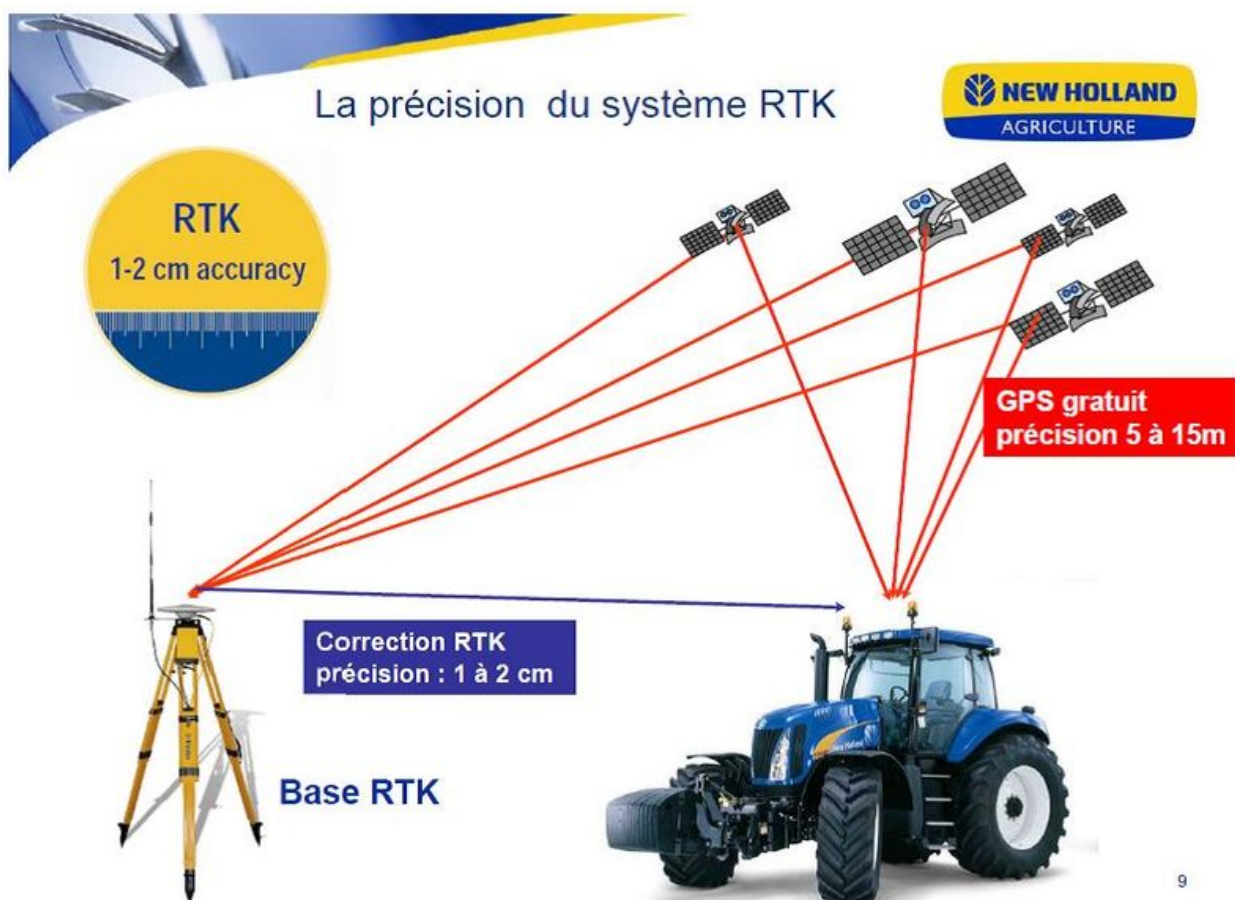 La précision du système RTK
NEW HOLLAND
AGRICULTURE
RTK
1-2 cm accuracy
GPS gratuit
précision 5 à 15m
Correction RTK
précision : 1 à 2 cm
Base RTK
9